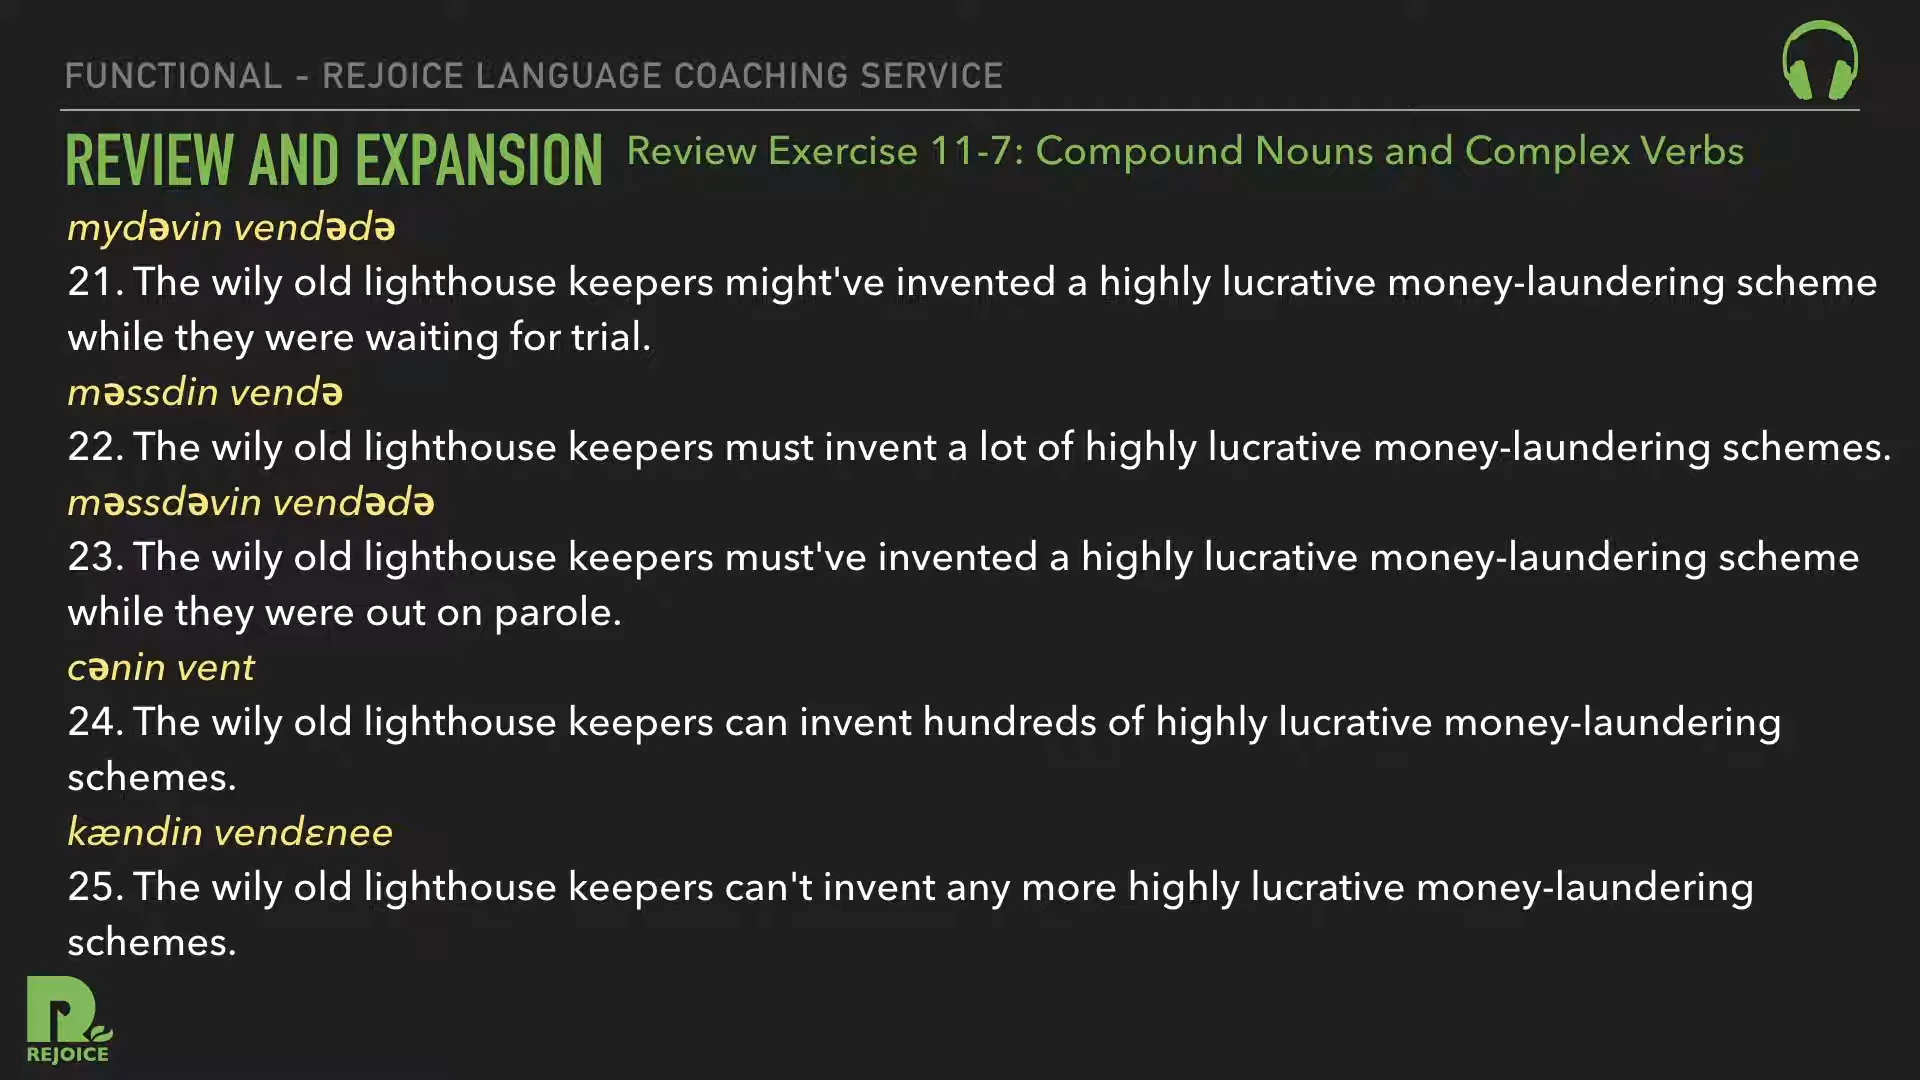 FUNCTIONAL - REJOICE LANGUAGE COACHING SERVICE
REVIEW AND EXPANSION Review Exercise 11-7: Compound Nouns and Complex Verbs
mydəvin vendədə
21. The wily old lighthouse keepers might've invented a highly lucrative money-laundering scheme
while they were waiting for trial.
məssdin vendə
22. The wily old lighthouse keepers must invent a lot of highly lucrative money-laundering schemes.
məssdəvin vendədə
23. The wily old lighthouse keepers must've invented a highly lucrative money-laundering scheme
while they were out on parole.
cənin vent
24. The wily old lighthouse keepers can invent hundreds of highly lucrative money-laundering
schemes.
kændin vendɛnee
25. The wily old lighthouse keepers can't invent any more highly lucrative money-laundering
schemes.
REJOICE